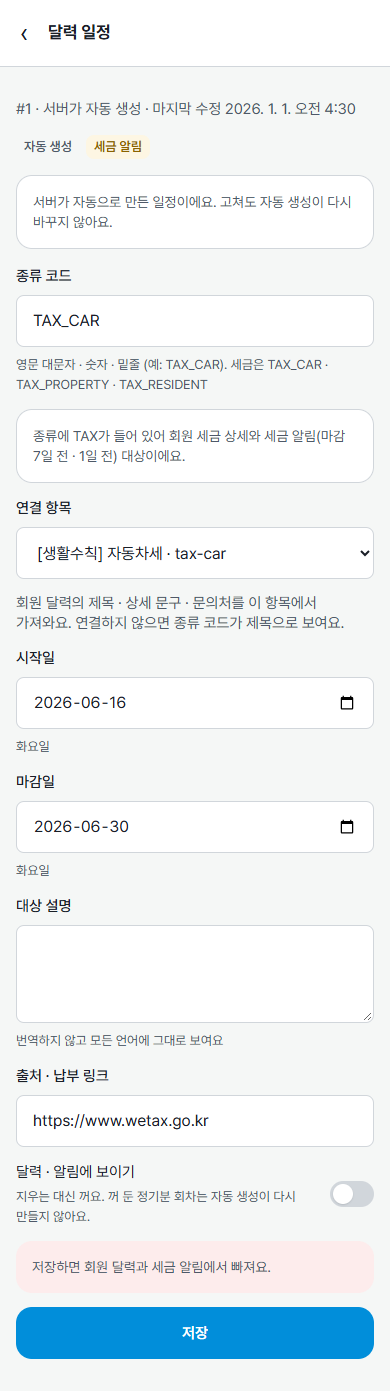 달력 일정
#1 · 서버가 자동 생성 · 마지막 수정 2026. 1. 1. 오전 4:30
자동 생성 세금 알림
서버가 자동으로 만든 일정이에요. 고쳐도 자동 생성이 다시
바꾸지 않아요.
종류 코드
TAX_CAR
영문 대문자 · 숫자 · 밑줄 (예: TAX_CAR). 세금은 TAX_CAR ·
TAX_PROPERTY · TAX_RESIDENT
종류에 TAX가 들어 있어 회원 세금 상세와 세금 알림(마감
7일 전 · 1일 전) 대상이에요.
연결 항목
[생활수칙] 자동차세 · tax-car
회원 달력의 제목 · 상세 문구 · 문의처를 이 항목에서
가져와요. 연결하지 않으면 종류 코드가 제목으로 보여요.
시작일
2026-06-16
화요일
마감일
2026-06-30
화요일
대상 설명
번역하지 않고 모든 언어에 그대로 보여요
출처 · 납부 링크
https://www.wetax.go.kr
달력 · 알림에 보이기
지우는 대신 꺼요. 꺼 둔 정기분 회차는 자동 생성이 다시
만들지 않아요.
저장하면 회원 달력과 세금 알림에서 빠져요.
저장